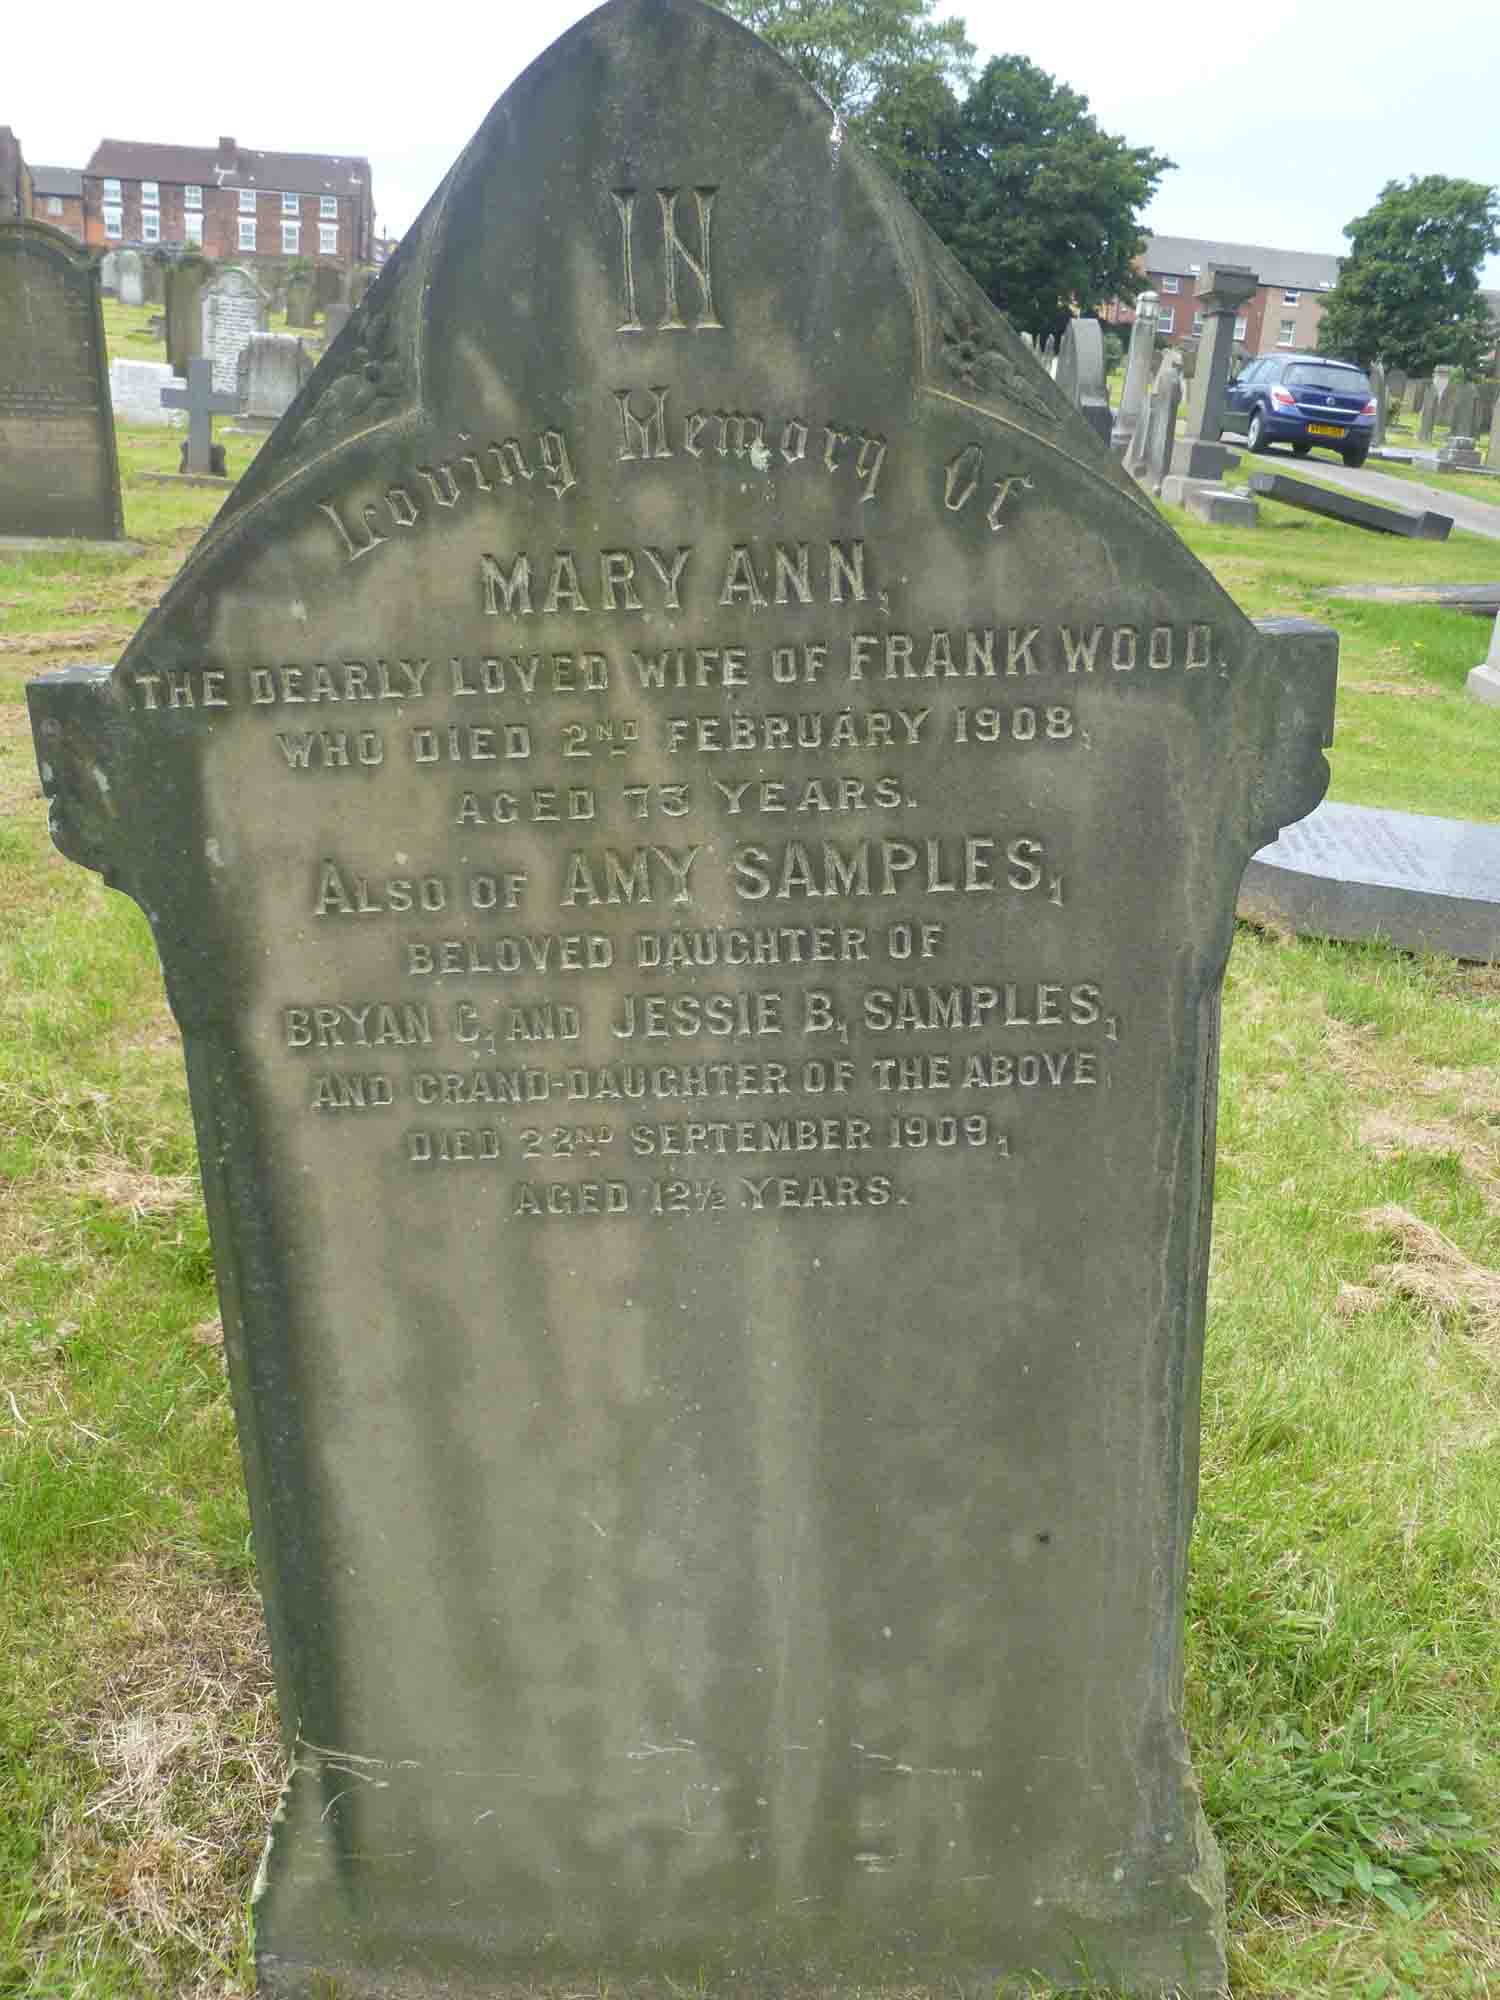 IN
Loving Memory Of
MARY ANN,
THE DEARLY LOVED WIFE OF FRANK WOOD,
WHO DIED 2ND FEBRUARY 1908,
AGED 73 YEARS.
ALSO OF AMY SAMPLES,
BELOVED DAUGHTER OF
BRYAN C, AND JESSIE B, SAMPLES,
AND GRAND-DAUGHTER OF THE ABOVE,
DIED 22ND SEPTEMBER 1909,
AGED 12½ YEARS.